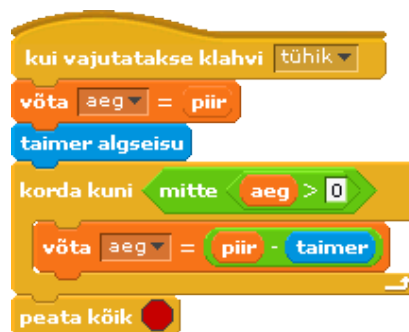 kui vajutatakse klahvi tühik
võta aeg = piir
taimer algseisu
korda kuni mitte aeg > 0
võta aeg = piir - taimer
peata kõik